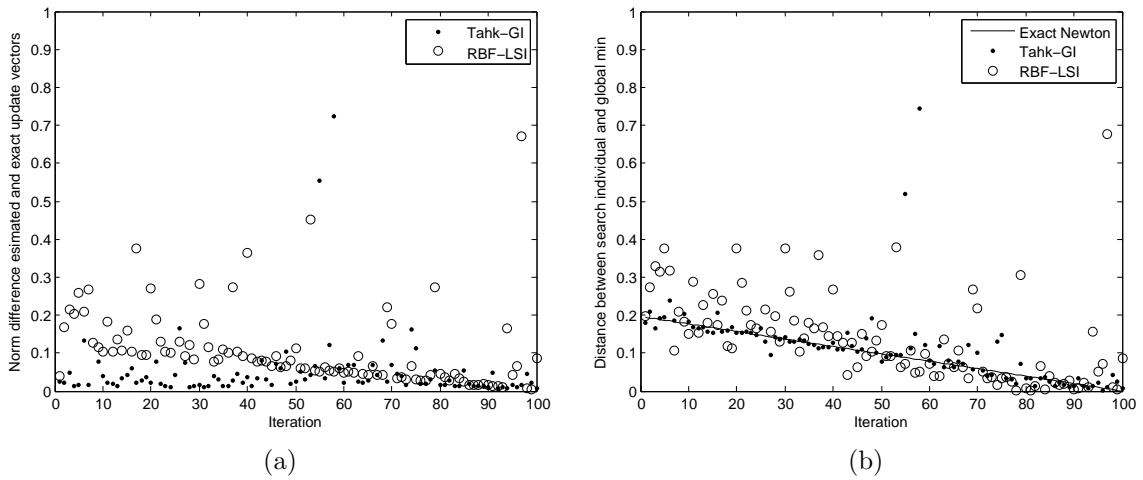 1
0.9
0.8
0.7
0.6
0.5
0.4
0.3
0.2
0.1
0
0 10 20 30 40 50 60 70 80 90 100
Iteration
Norm difference esimated and exact update vectors
Tahk−GI
RBF−LSI
(a)
1
0.9
0.8
0.7
0.6
0.5
0.4
0.3
0.2
0.1
0
0 10 20 30 40 50 60 70 80 90 100
Iteration
Distance between search individual and global min
Exact Newton
Tahk−GI
RBF−LSI
(b)